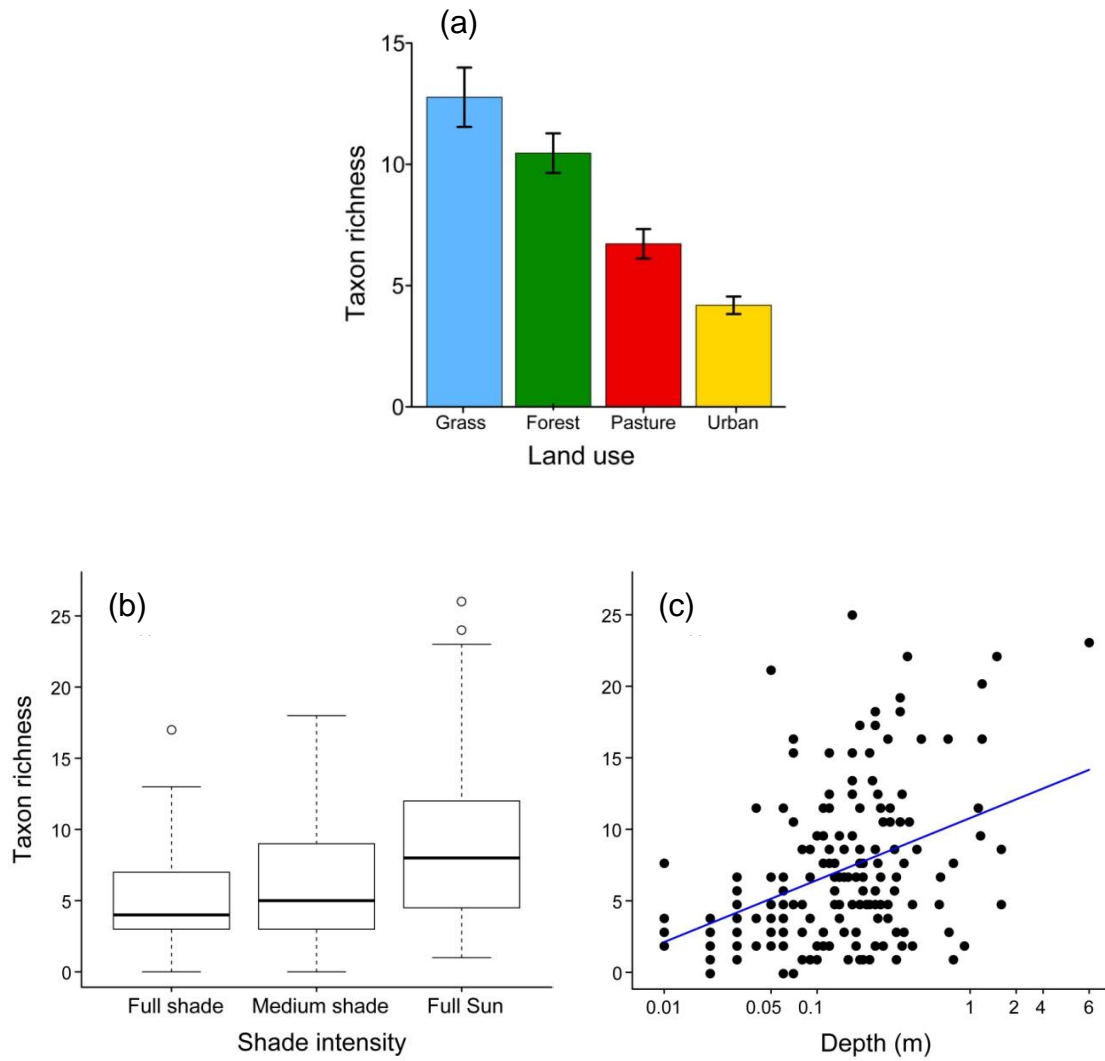 (a)
15
10
5
0
Taxon richness
Grass Forest Pasture Urban
Land use
(b)
25
20
15
10
5
0
Taxon richness
Full shade Medium shade Full Sun
Shade intensity
(c)
25
20
15
10
5
0
0.01 0.05 0.1 1 2 4 6
Depth (m)